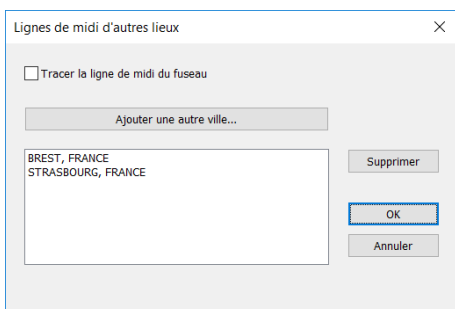 Lignes de midi d'autres lieux
Tracer la ligne de midi du fuseau
Ajouter une autre ville...
BREST, FRANCE
STRASBOURG, FRANCE
Supprimer
OK
Annuler